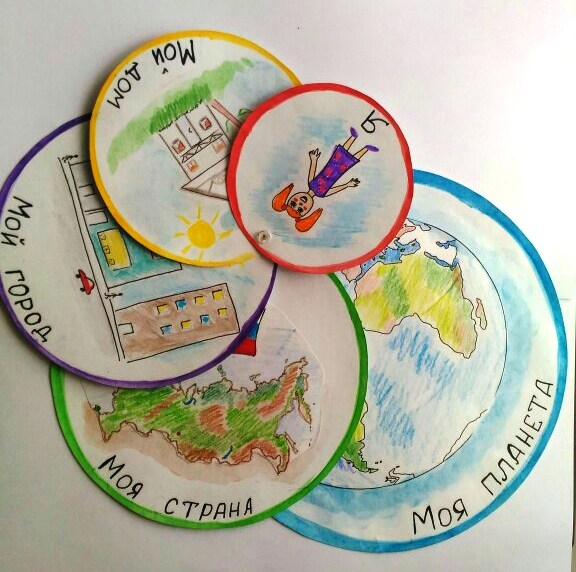 Я
Мой дом
Мой город
Моя страна
Моя планета